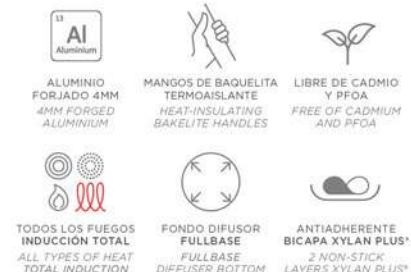 13
Al
Aluminium
ALUMINIO
FORJADO 4MM
4MM FORGED
ALUMINIUM
MANGOS DE BAQUELITA
TERMOAISLANTE
HEAT-INSULATING
BAKELITE HANDLES
LIBRE DE CADMIO
Y PFOA
FREE OF CADMIUM
AND PFOA
TODOS LOS FUEGOS
INDUCCIÓN TOTAL
ALL TYPES OF HEAT
TOTAL INDUCTION
FONDO DIFUSOR
FULLBASE
FULLBASE
DIFFUSER BOTTOM
ANTIADHERENTE
BICAPA XYLAN PLUS*
2 NON-STICK
LAYERS XYLAN PLUS*